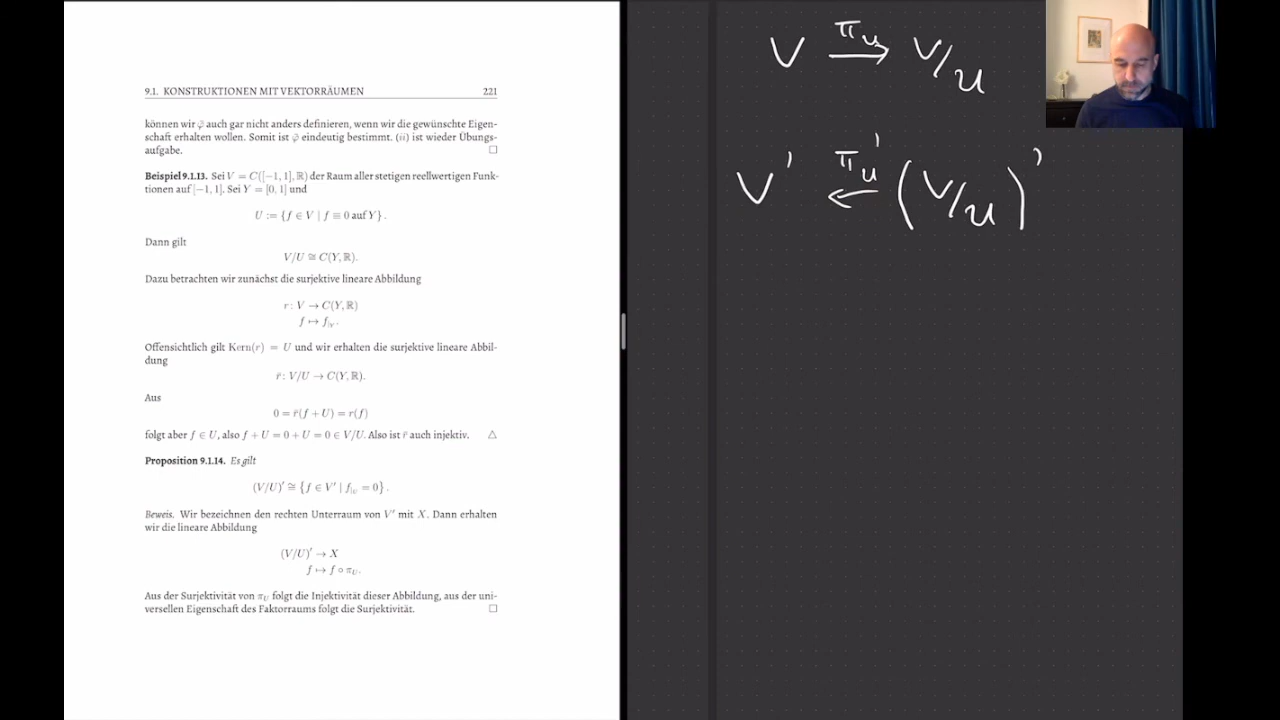 9.1. KONSTRUKTIONEN MIT VEKTORRÄUMEN 221
können wir φ̄ auch gar nicht anders definieren, wenn wir die gewünschte Eigen-
schaft erhalten wollen. Somit ist φ̄ eindeutig bestimmt. (ii) ist wieder Übungs-
aufgabe. □
Beispiel 9.1.13. Sei V = C([−1, 1], ℝ) der Raum aller stetigen reellwertigen Funk-
tionen auf [−1, 1]. Sei Y = [0, 1] und
U := {f ∈ V | f ≡ 0 auf Y} .
Dann gilt
V/U ≅ C(Y, ℝ).
Dazu betrachten wir zunächst die surjektive lineare Abbildung
r : V → C(Y, ℝ)
f ↦ f|Y .
Offensichtlich gilt Kern(r) = U und wir erhalten die surjektive lineare Abbil-
dung
r̄ : V/U → C(Y, ℝ).
Aus
0 = r̄(f + U) = r(f)
folgt aber f ∈ U, also f + U = 0 + U = 0 ∈ V/U. Also ist r̄ auch injektiv. △
Proposition 9.1.14. Es gilt
(V/U)′ ≅ {f ∈ V′ | f|U = 0} .
Beweis. Wir bezeichnen den rechten Unterraum von V′ mit X. Dann erhalten
wir die lineare Abbildung
(V/U)′ → X
f ↦ f ∘ πU.
Aus der Surjektivität von πU folgt die Injektivität dieser Abbildung, aus der uni-
versellen Eigenschaft des Faktorraums folgt die Surjektivität. □
πU
V → V/U
πU′
V′ ← (V/U)′